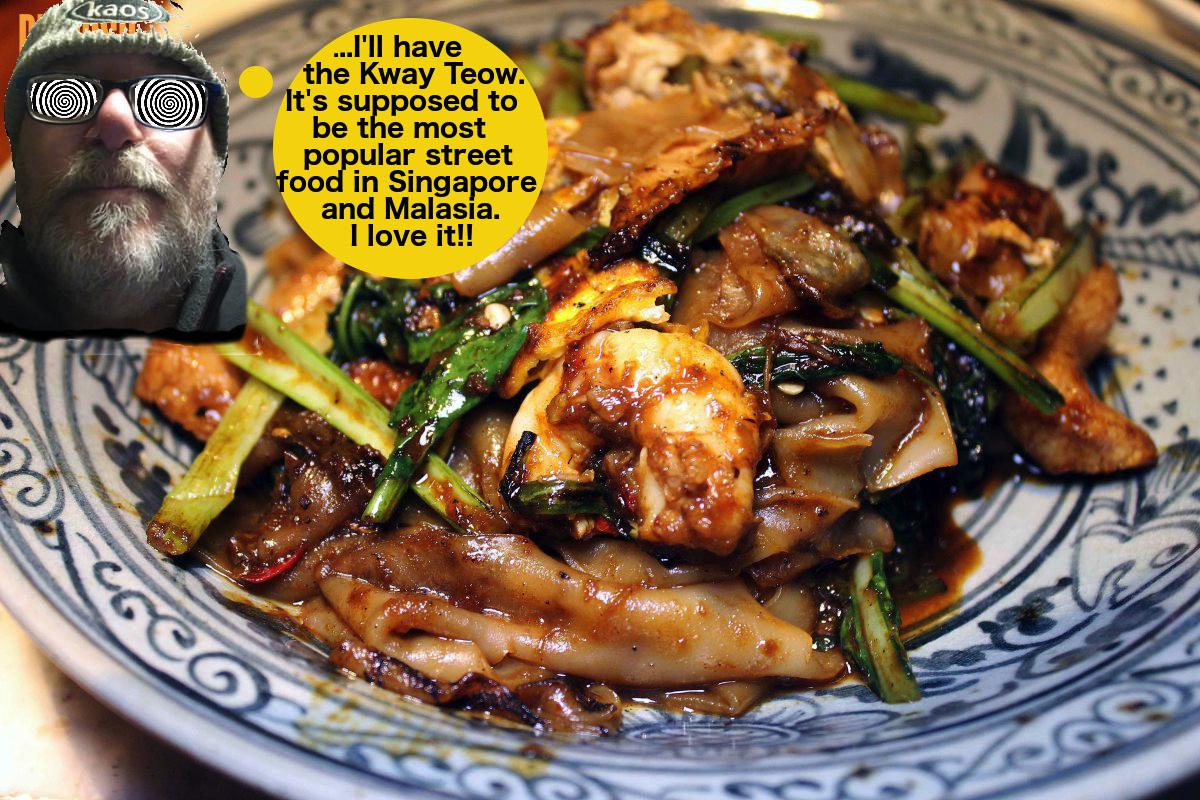 kaos
...I'll have
the Kway Teow.
It's supposed to
be the most
popular street
food in Singapore
and Malasia.
I love it!!